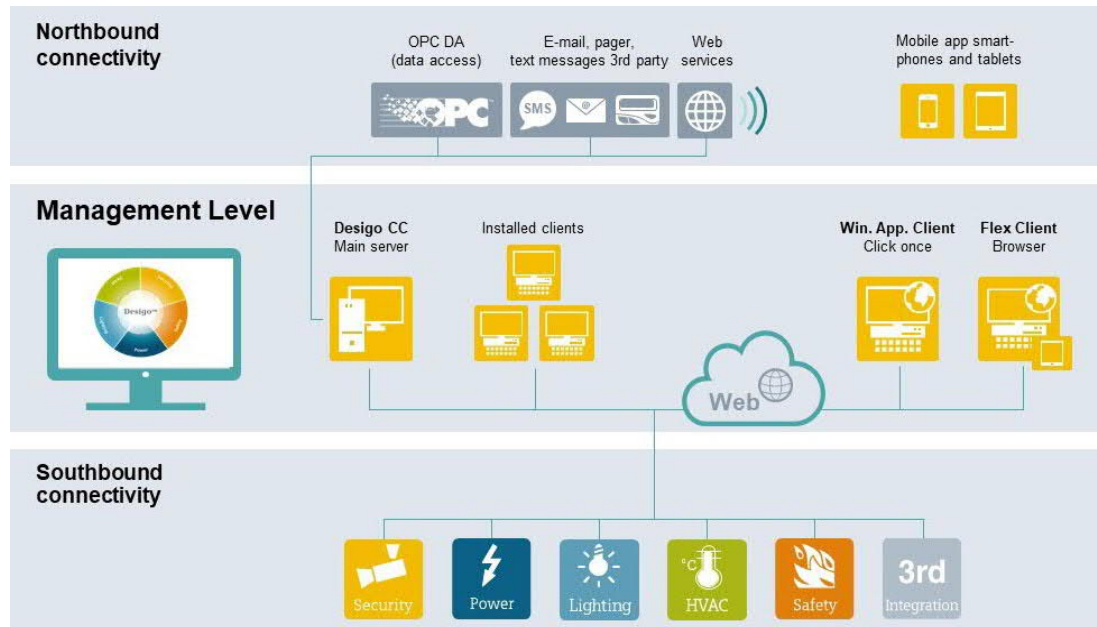 Northbound
connectivity
OPC DA
(data access)
E-mail, pager,
text messages 3rd party
Web
services
Mobile app smart-
phones and tablets
OPC
SMS
Management Level
Desigo CC
Main server
Installed clients
Win. App. Client
Click once
Flex Client
Browser
Desigo™
Power
Web
Southbound
connectivity
Security
Power
Lighting
°C
HVAC
Safety
3rd
Integration